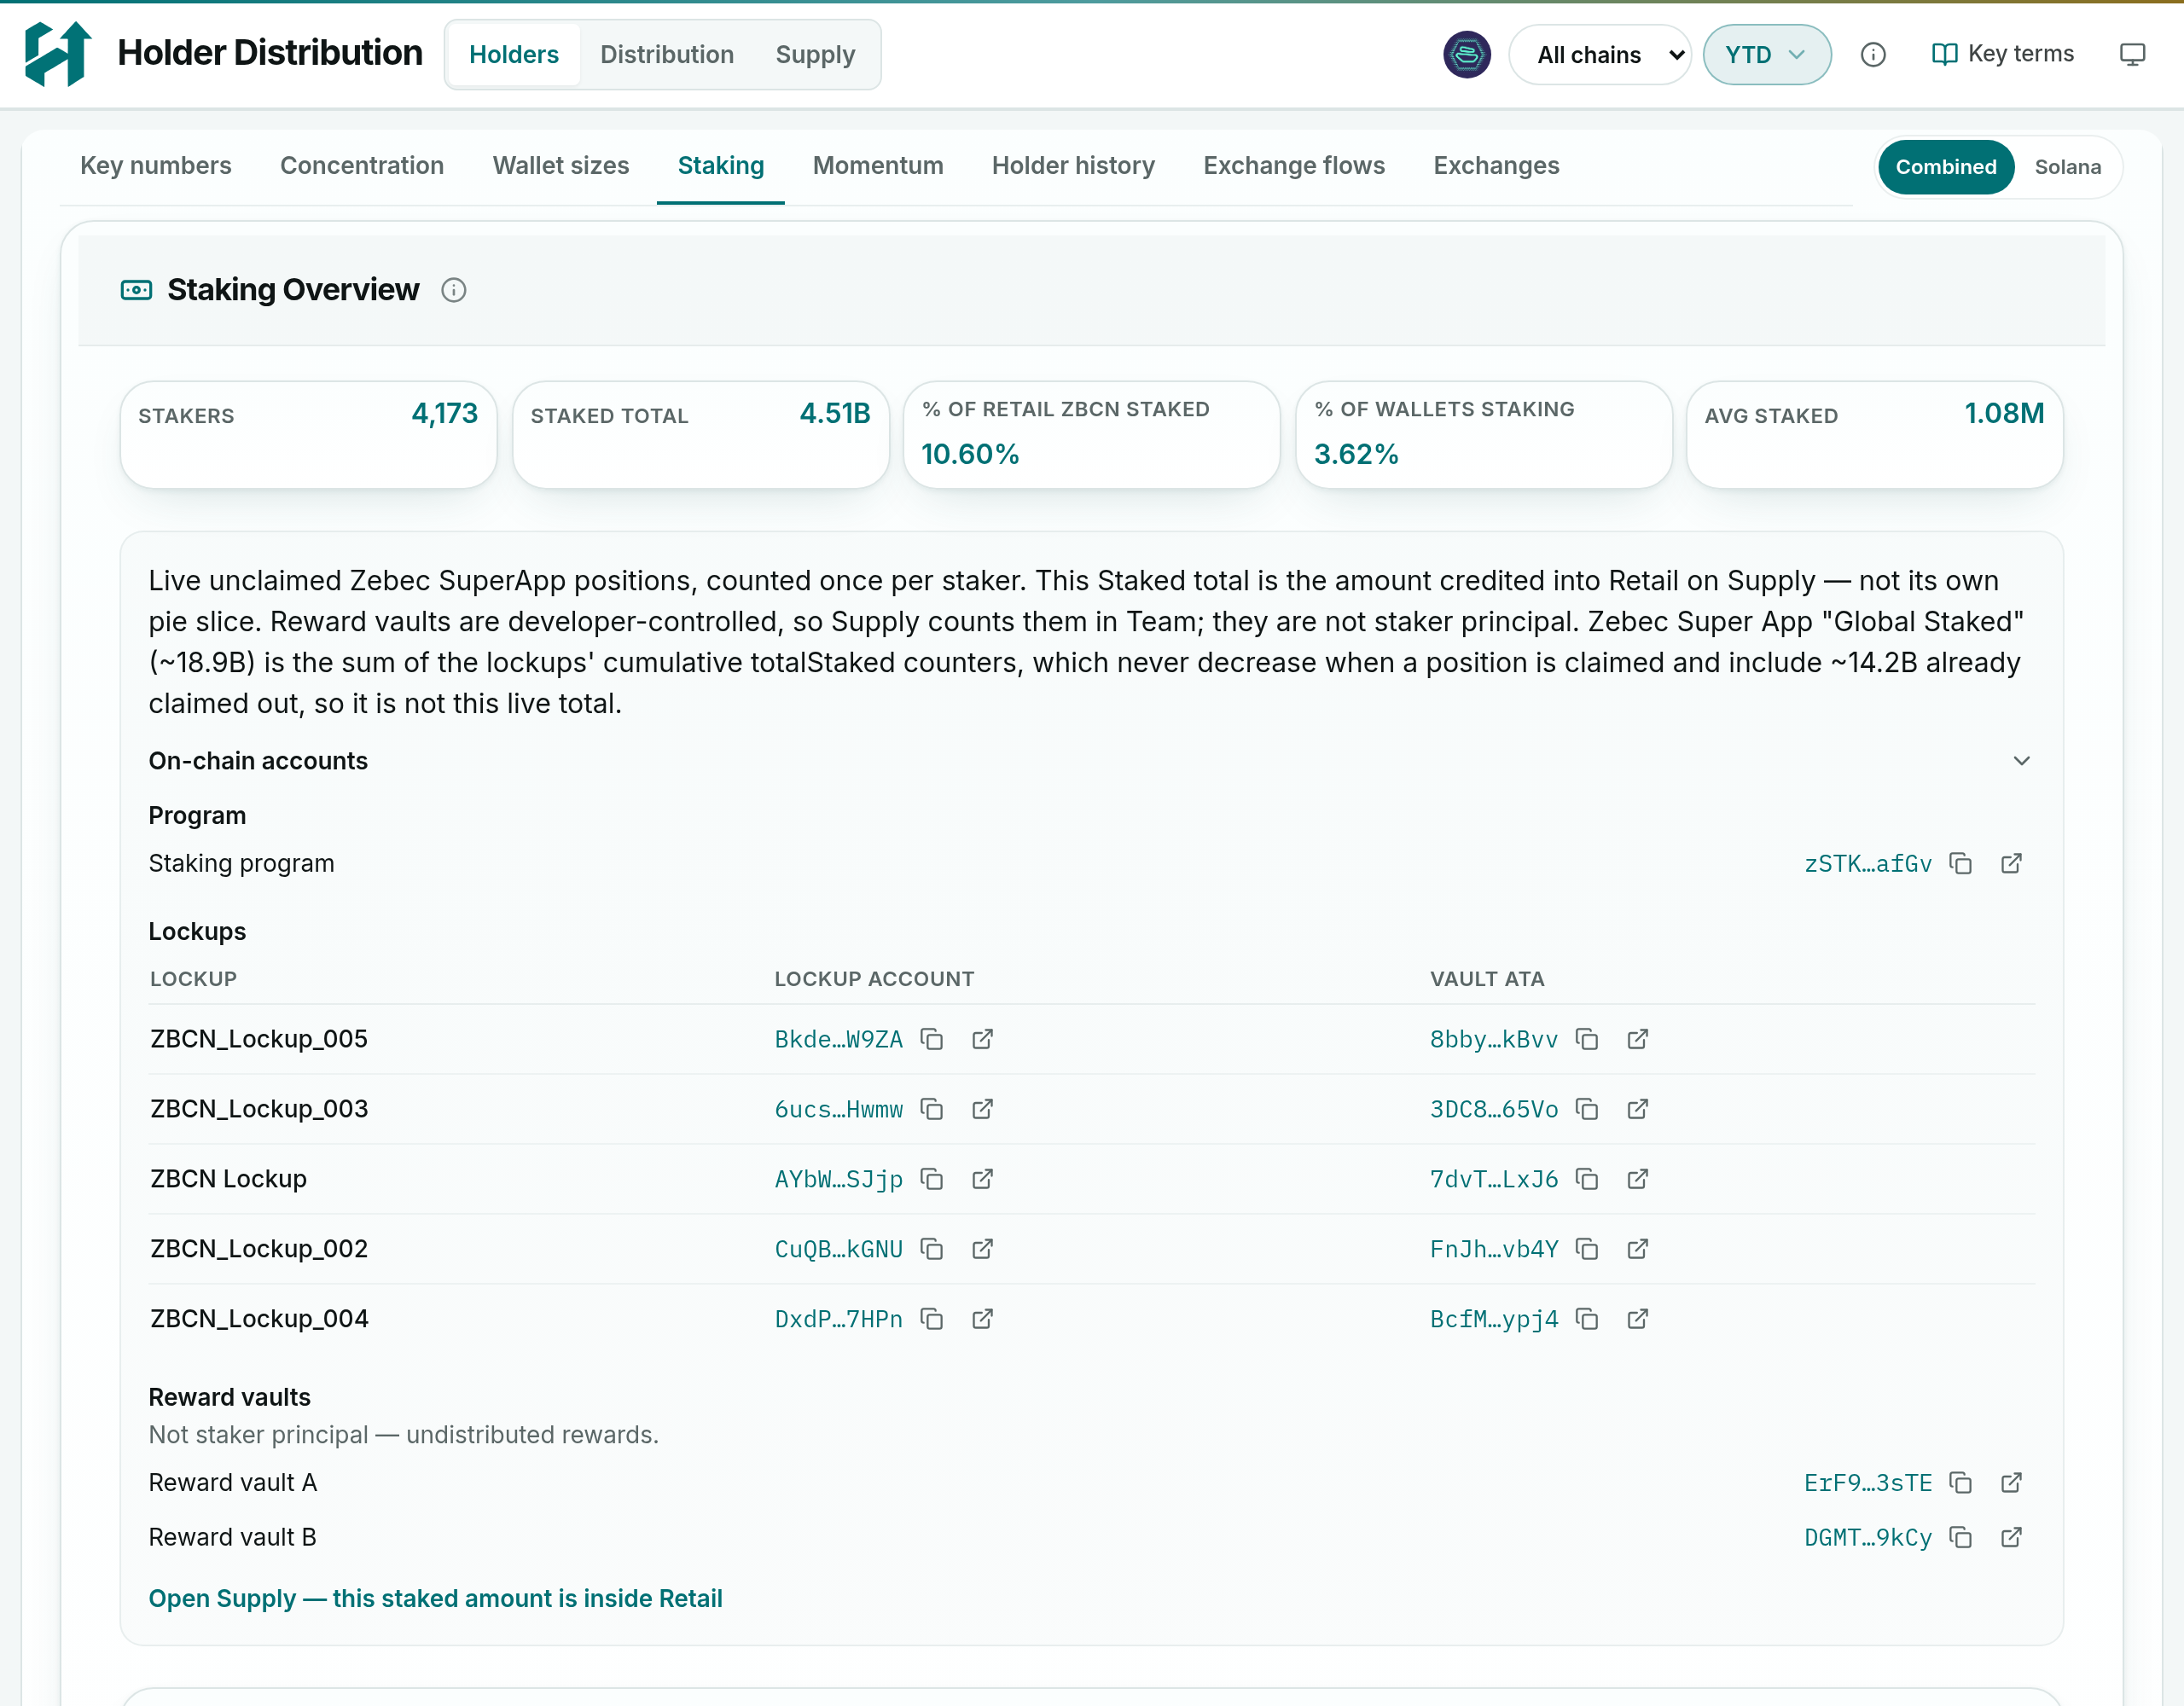 Holder Distribution
Holders Distribution Supply
All chains YTD Key terms
Key numbers Concentration Wallet sizes Staking Momentum Holder history Exchange flows Exchanges Combined Solana
Staking Overview
STAKERS 4,173
STAKED TOTAL 4.51B
% OF RETAIL ZBCN STAKED
10.60%
% OF WALLETS STAKING
3.62%
AVG STAKED 1.08M
Live unclaimed Zebec SuperApp positions, counted once per staker. This Staked total is the amount credited into Retail on Supply — not its own
pie slice. Reward vaults are developer-controlled, so Supply counts them in Team; they are not staker principal. Zebec Super App "Global Staked"
(~18.9B) is the sum of the lockups' cumulative totalStaked counters, which never decrease when a position is claimed and include ~14.2B already
claimed out, so it is not this live total.
On-chain accounts
Program
Staking program zSTK…afGv
Lockups
LOCKUP LOCKUP ACCOUNT VAULT ATA
ZBCN_Lockup_005 Bkde…W9ZA 8bby…kBvv
ZBCN_Lockup_003 6ucs…Hwmw 3DC8…65Vo
ZBCN Lockup AYbW…SJjp 7dvT…LxJ6
ZBCN_Lockup_002 CuQB…kGNU FnJh…vb4Y
ZBCN_Lockup_004 DxdP…7HPn BcfM…ypj4
Reward vaults
Not staker principal — undistributed rewards.
Reward vault A ErF9…3sTE
Reward vault B DGMT…9kCy
Open Supply — this staked amount is inside Retail